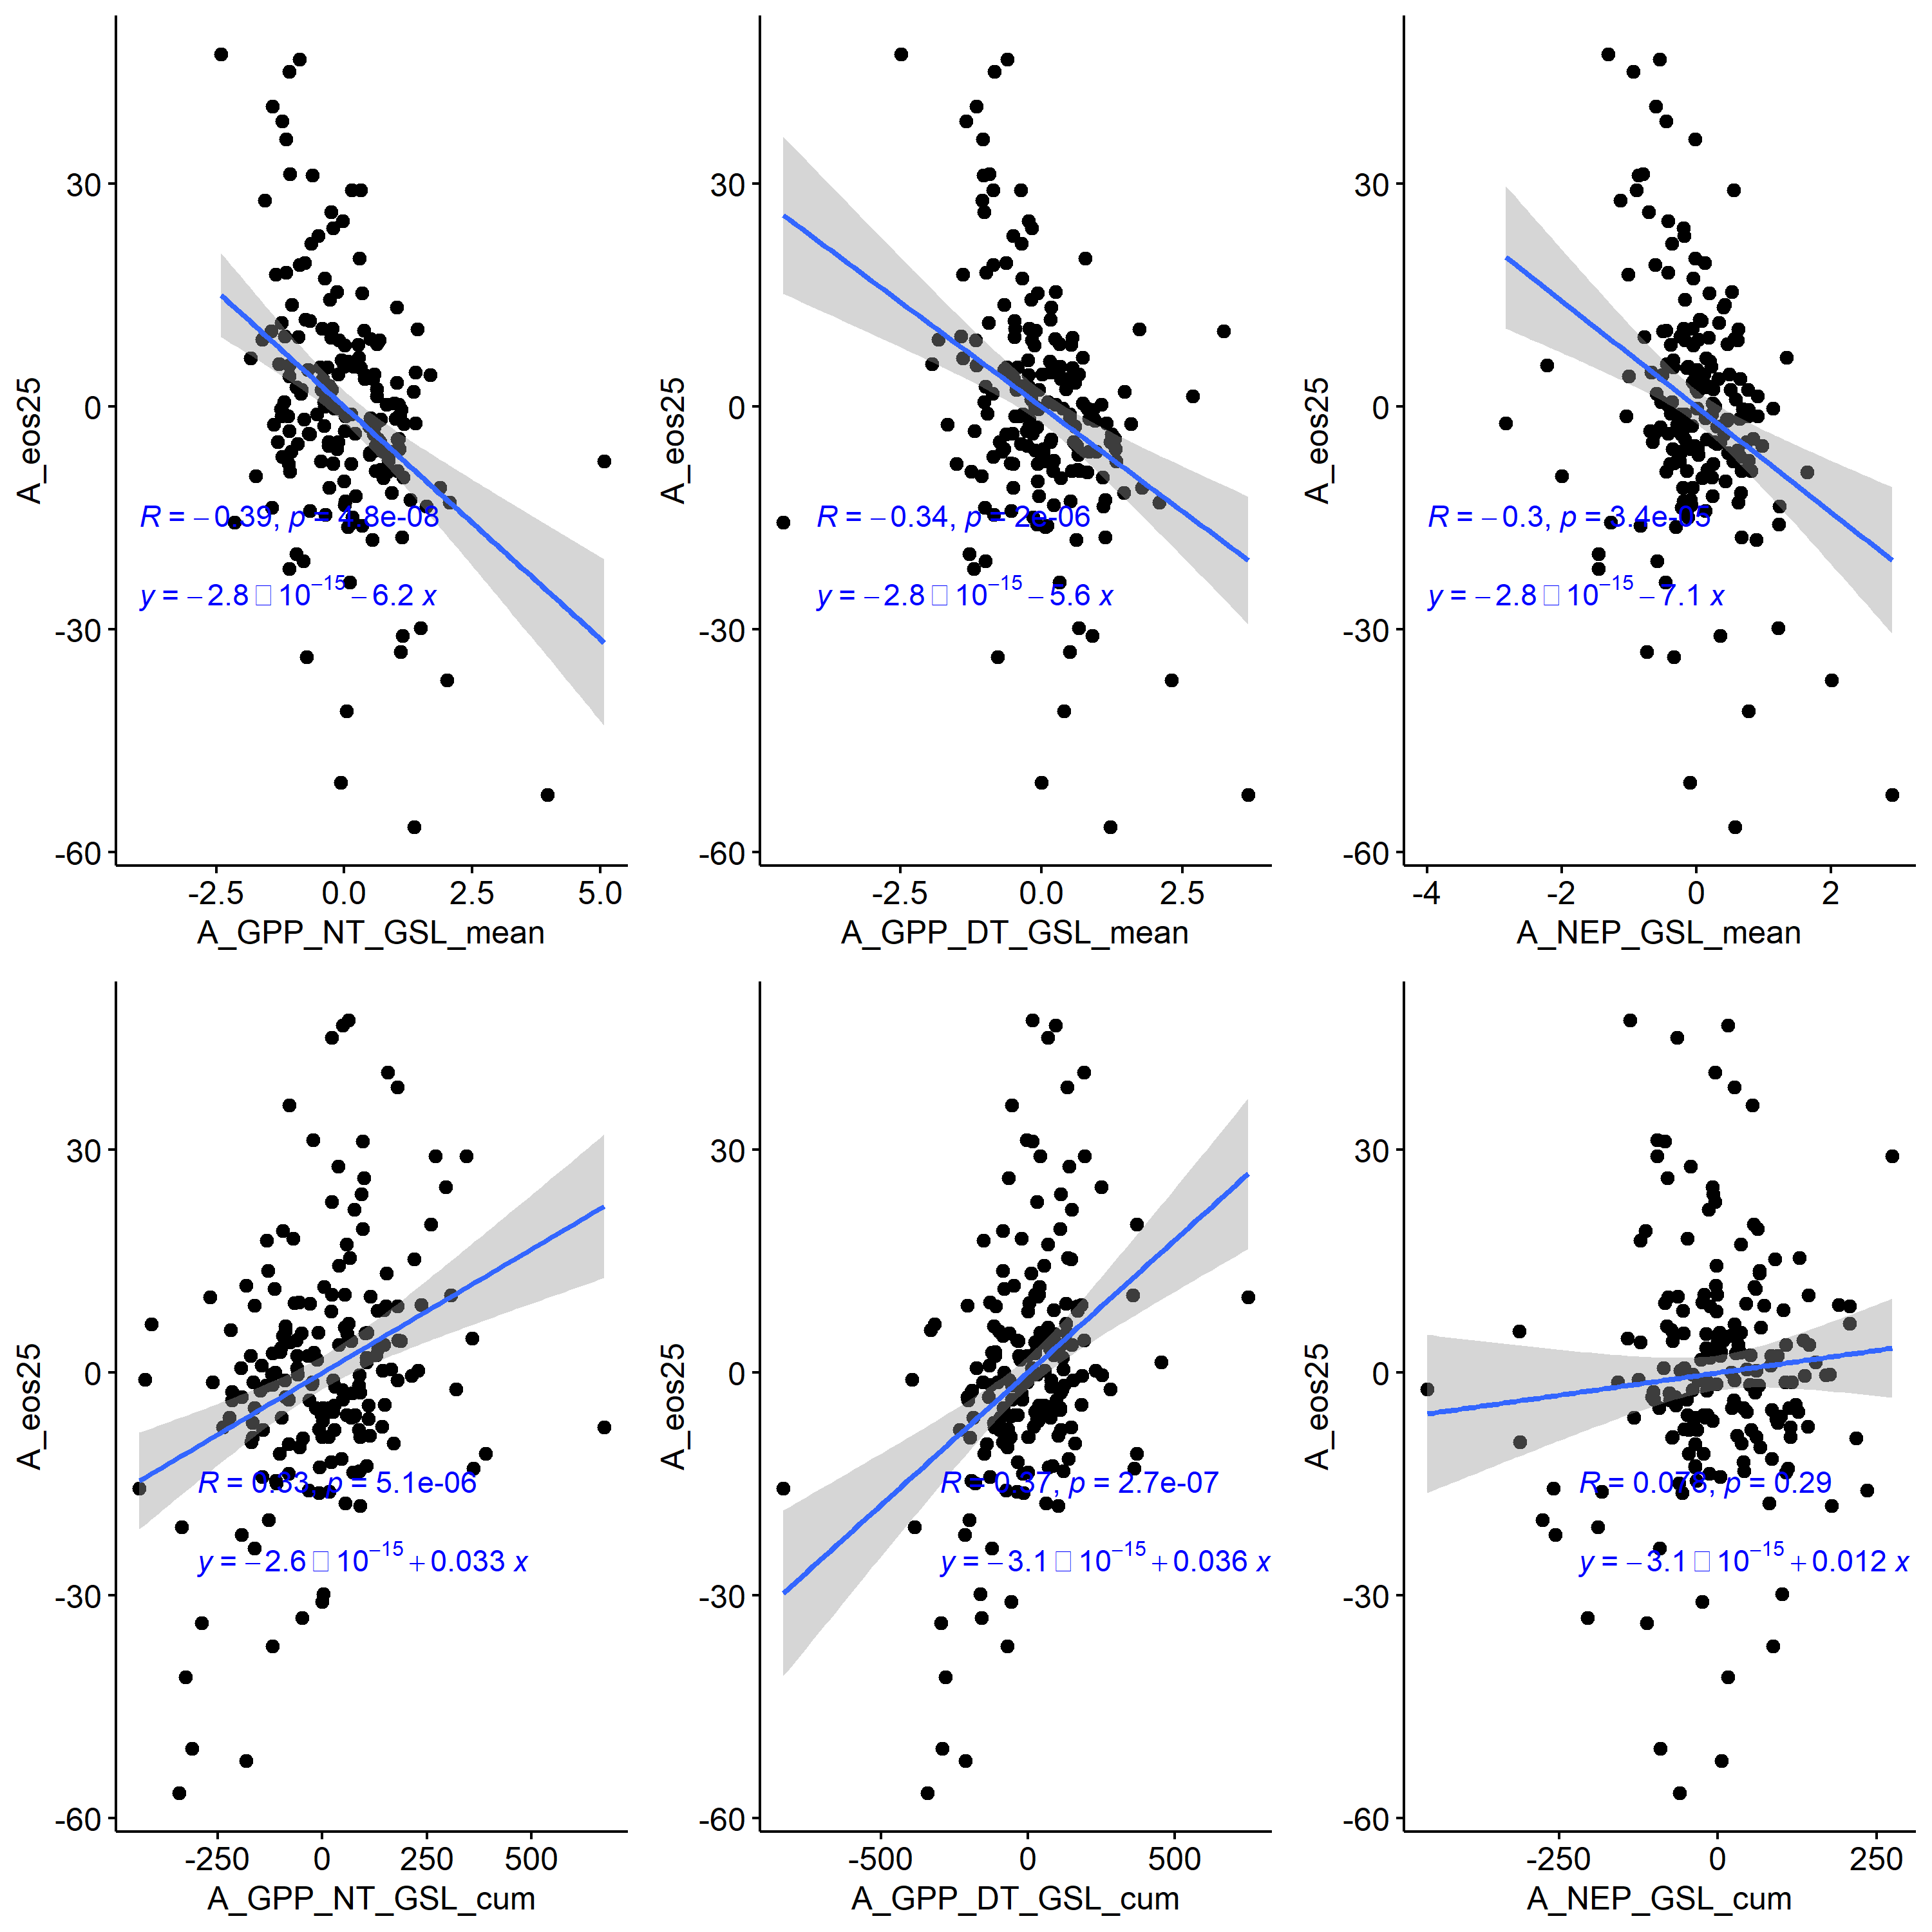 30
0
-30
-60
A_eos25
R = −0.39, p = 4.8e-08
y = −2.8 □ 10⁻¹⁵ − 6.2 x
-2.5 0.0 2.5 5.0
A_GPP_NT_GSL_mean
30
0
-30
-60
A_eos25
R = −0.34, p = 2e-06
y = −2.8 □ 10⁻¹⁵ − 5.6 x
-2.5 0.0 2.5
A_GPP_DT_GSL_mean
30
0
-30
-60
A_eos25
R = −0.3, p = 3.4e-05
y = −2.8 □ 10⁻¹⁵ − 7.1 x
-4 -2 0 2
A_NEP_GSL_mean
30
0
-30
-60
A_eos25
R = 0.33, p = 5.1e-06
y = −2.6 □ 10⁻¹⁵ + 0.033 x
-250 0 250 500
A_GPP_NT_GSL_cum
30
0
-30
-60
A_eos25
R = 0.37, p = 2.7e-07
y = −3.1 □ 10⁻¹⁵ + 0.036 x
-500 0 500
A_GPP_DT_GSL_cum
30
0
-30
-60
A_eos25
R = 0.078, p = 0.29
y = −3.1 □ 10⁻¹⁵ + 0.012 x
-250 0 250
A_NEP_GSL_cum